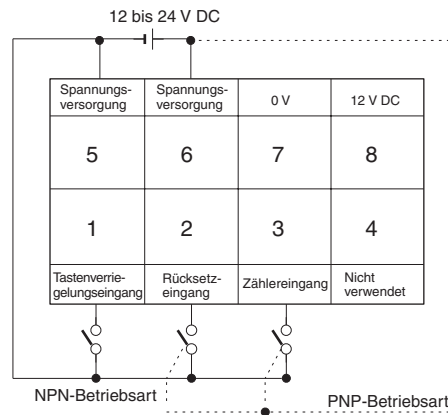 12 bis 24 V DC
Spannungs-
versorgung
Spannungs-
versorgung
0 V
12 V DC
5
6
7
8
1
2
3
4
Tastenverrie-
gelungseingang
Rücksetz-
eingang
Zählereingang
Nicht
verwendet
NPN-Betriebsart
PNP-Betriebsart